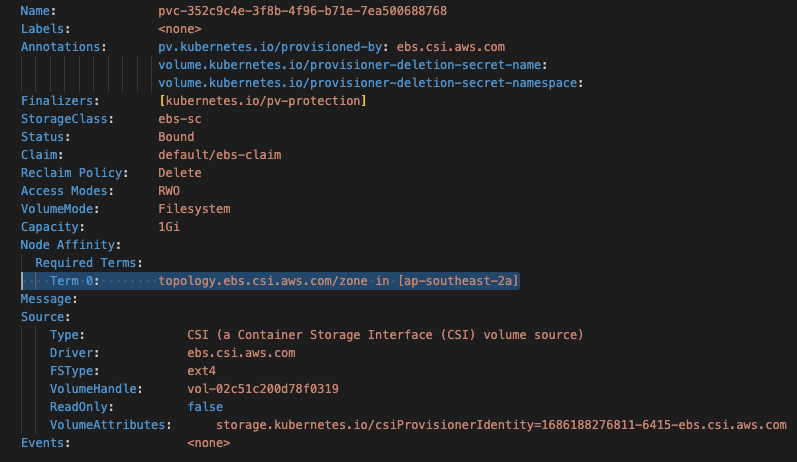 Name: pvc-352c9c4e-3f8b-4f96-b71e-7ea500688768
Labels: <none>
Annotations: pv.kubernetes.io/provisioned-by: ebs.csi.aws.com
volume.kubernetes.io/provisioner-deletion-secret-name:
volume.kubernetes.io/provisioner-deletion-secret-namespace:
Finalizers: [kubernetes.io/pv-protection]
StorageClass: ebs-sc
Status: Bound
Claim: default/ebs-claim
Reclaim Policy: Delete
Access Modes: RWO
VolumeMode: Filesystem
Capacity: 1Gi
Node Affinity:
Required Terms:
Term 0: topology.ebs.csi.aws.com/zone in [ap-southeast-2a]
Message:
Source:
Type: CSI (a Container Storage Interface (CSI) volume source)
Driver: ebs.csi.aws.com
FSType: ext4
VolumeHandle: vol-02c51c200d78f0319
ReadOnly: false
VolumeAttributes: storage.kubernetes.io/csiProvisionerIdentity=1686188276811-6415-ebs.csi.aws.com
Events: <none>